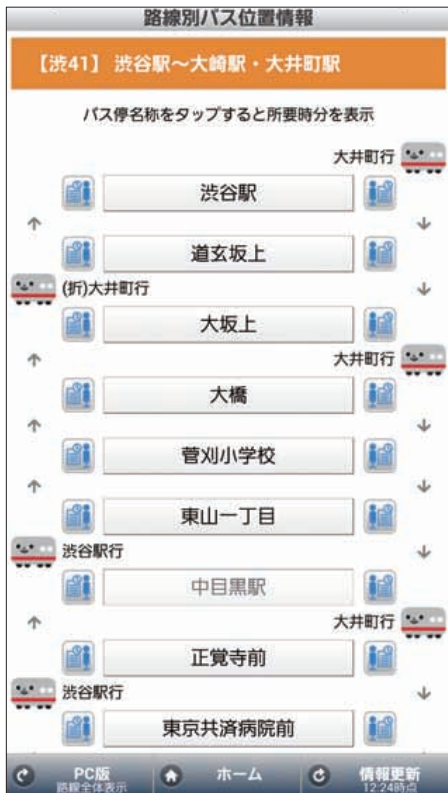 路線別バス位置情報
【渋41】 渋谷駅～大崎駅・大井町駅
バス停名称をタップすると所要時分を表示
大井町行
渋谷駅
道玄坂上
(折)大井町行
大坂上
大井町行
大橋
菅刈小学校
東山一丁目
渋谷駅行
中目黒駅
大井町行
正覚寺前
渋谷駅行
東京共済病院前
PC版 ホーム 情報更新
路線全体表示 12:24時点